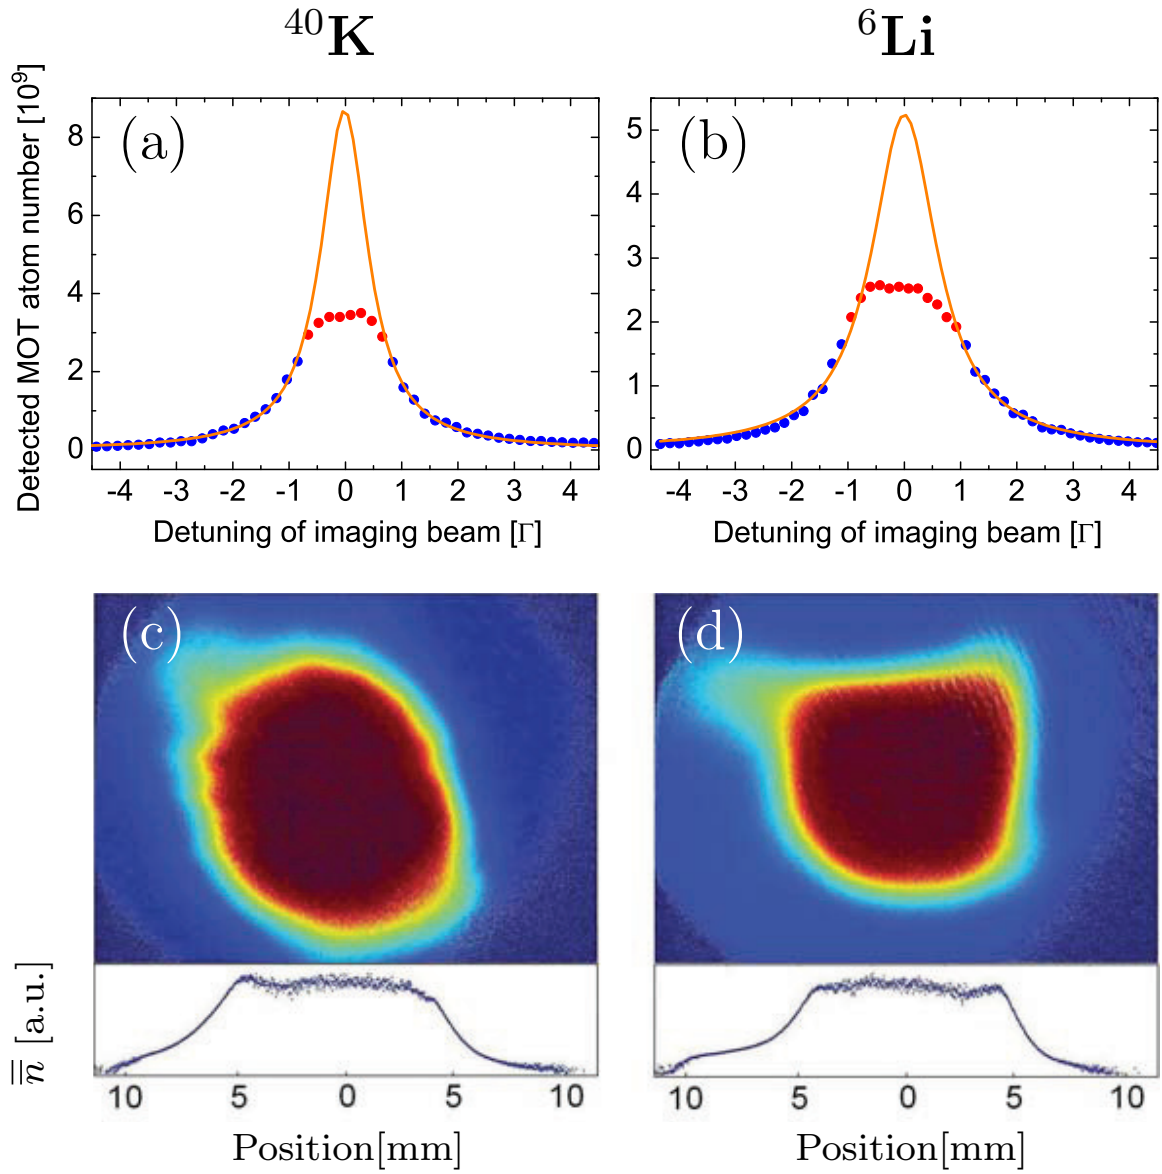 ⁴⁰K
⁶Li
Detected MOT atom number [10⁹]
8
6
4
2
0
(a)
-4 -3 -2 -1 0 1 2 3 4
Detuning of imaging beam [Γ]
5
4
3
2
1
0
(b)
-4 -3 -2 -1 0 1 2 3 4
Detuning of imaging beam [Γ]
(c)
(d)
n̿ [a.u.]
10 5 0 5 10
Position[mm]
10 5 0 5 10
Position[mm]